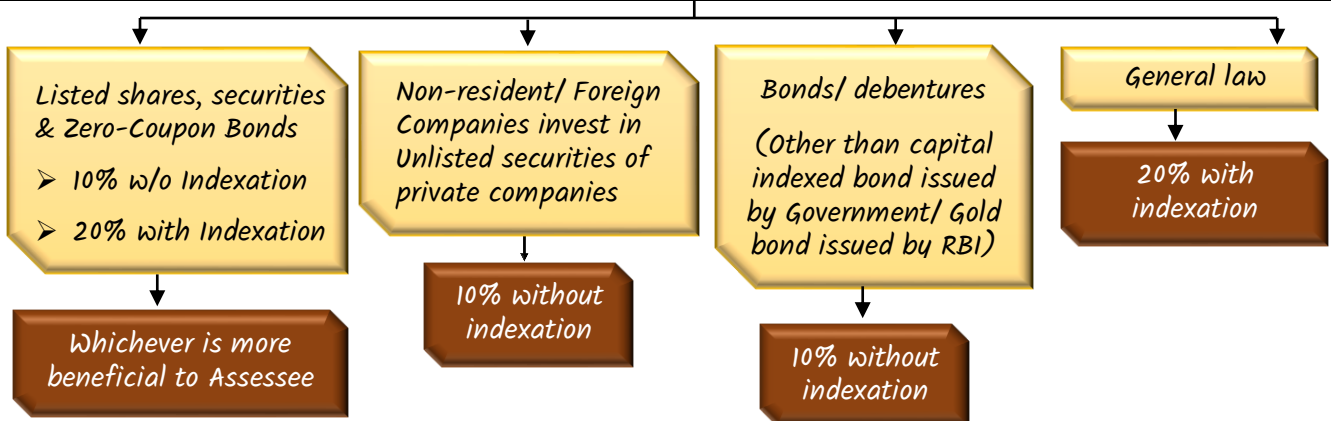 Listed shares, securities
& Zero-Coupon Bonds
➤ 10% w/o Indexation
➤ 20% with Indexation
Whichever is more
beneficial to Assessee
Non-resident/ Foreign
Companies invest in
Unlisted securities of
private companies
10% without
indexation
Bonds/ debentures
(Other than capital
indexed bond issued
by Government/ Gold
bond issued by RBI)
10% without
indexation
General law
20% with
indexation